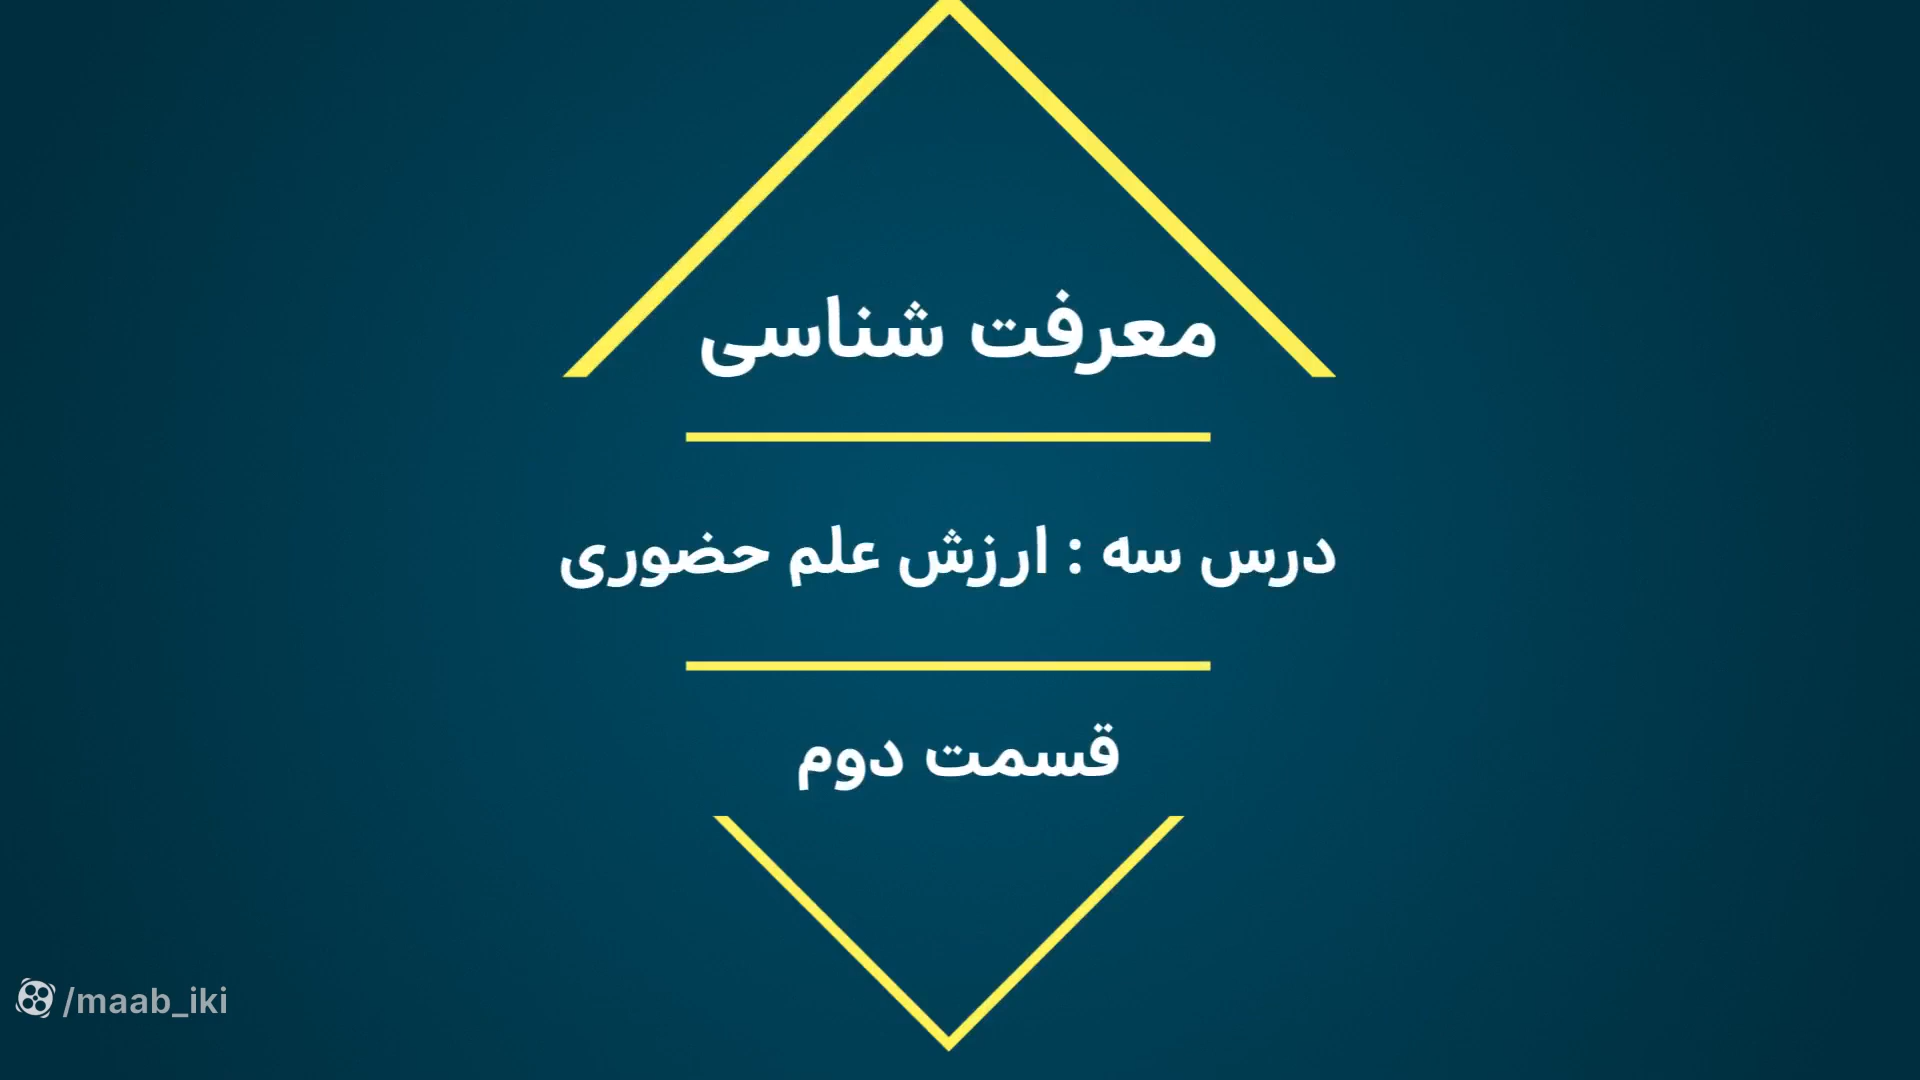 معرفت شناسی
درس سه : ارزش علم حضوری
قسمت دوم
/maab_iki